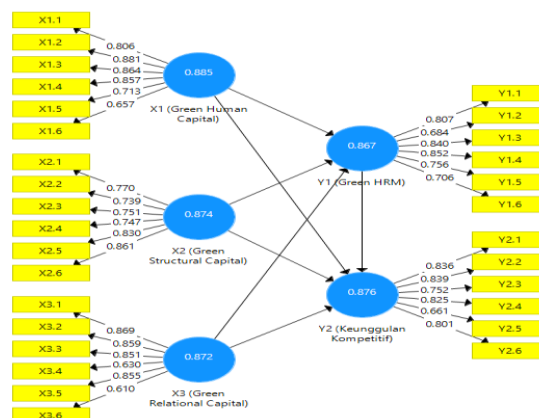 X1.1
X1.2
X1.3
X1.4
X1.5
X1.6
0.806
0.881
0.864
0.857
0.713
0.657
0.885
X1 (Green Human
Capital)
X2.1
X2.2
X2.3
X2.4
X2.5
X2.6
0.770
0.739
0.751
0.747
0.830
0.861
0.874
X2 (Green
Structural Capital)
X3.1
X3.2
X3.3
X3.4
X3.5
X3.6
0.869
0.859
0.851
0.630
0.855
0.610
0.872
X3 (Green
Relational Capital)
0.867
Y1 (Green HRM)
0.807
0.684
0.840
0.852
0.756
0.706
Y1.1
Y1.2
Y1.3
Y1.4
Y1.5
Y1.6
0.876
Y2 (Keunggulan
Kompetitif)
0.836
0.839
0.752
0.825
0.661
0.801
Y2.1
Y2.2
Y2.3
Y2.4
Y2.5
Y2.6